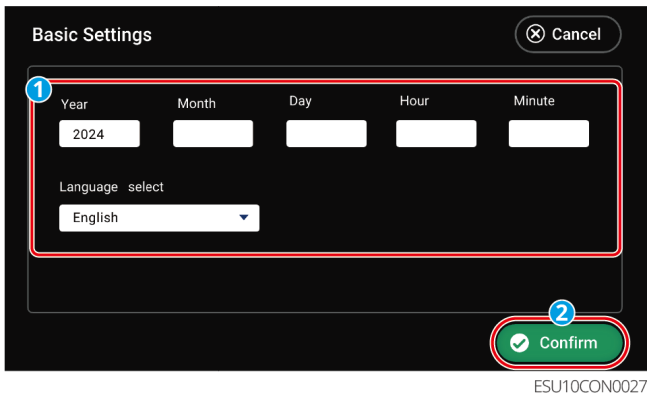 Basic Settings
Cancel
1
Year Month Day Hour Minute
2024
Language select
English
2
Confirm
ESU10CON0027